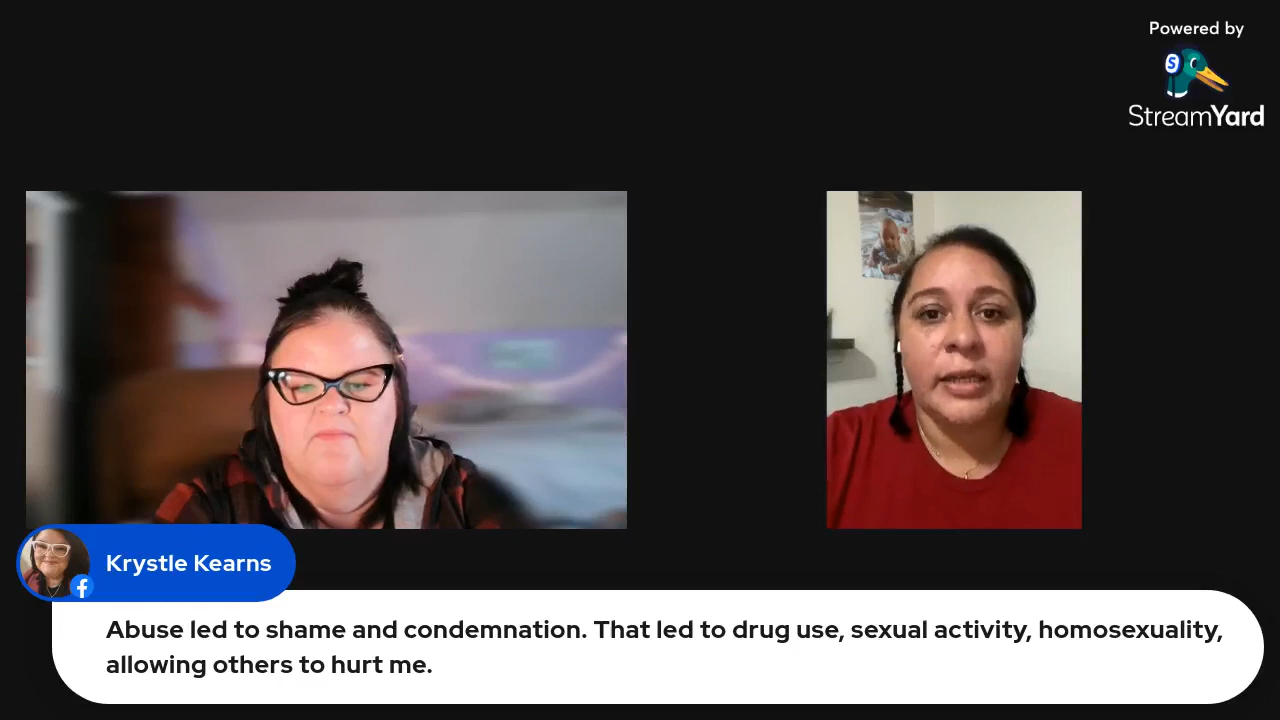 Powered by
S
StreamYard
Krystle Kearns
Abuse led to shame and condemnation. That led to drug use, sexual activity, homosexuality,
allowing others to hurt me.